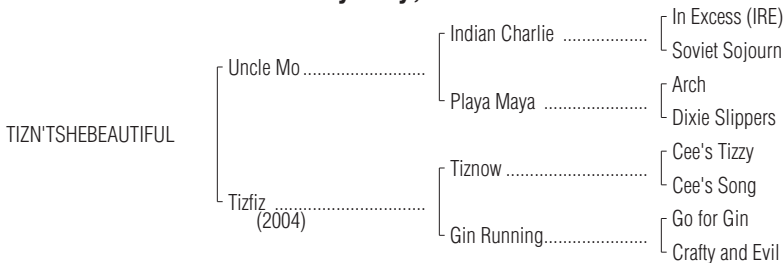 In Excess (IRE)
Indian Charlie ...................
Soviet Sojourn
Uncle Mo ...........................
Arch
Playa Maya .......................
Dixie Slippers
TIZN'TSHEBEAUTIFUL
Cee's Tizzy
Tiznow ................................
Cee's Song
Tizfiz .................................
(2004)
Go for Gin
Gin Running.......................
Crafty and Evil